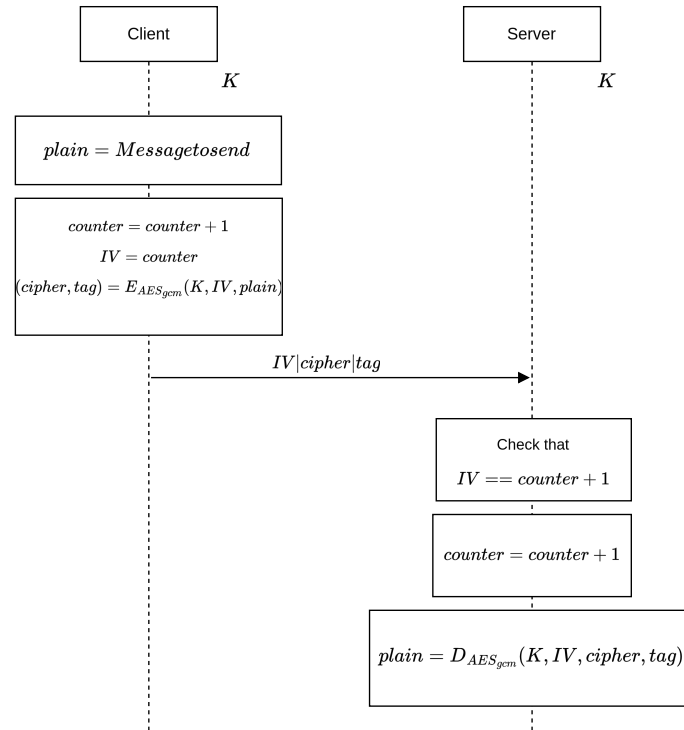 Client
Server
K
K
plain = Messagetosend
counter = counter + 1
IV = counter
(cipher, tag) = E_{AES_{gcm}}(K, IV, plain)
IV|cipher|tag
Check that
IV == counter + 1
counter = counter + 1
plain = D_{AES_{gcm}}(K, IV, cipher, tag)